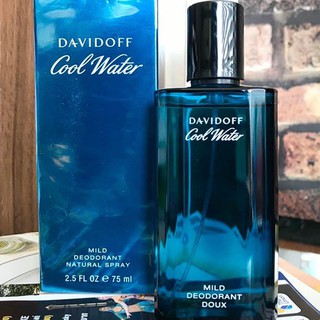 DAVIDOFF
Cool Water
MILD
DEODORANT
NATURAL SPRAY
2.5 FL OZ e 75 ml
DAVIDOFF
Cool Water
MILD
DEODORANT
DOUX